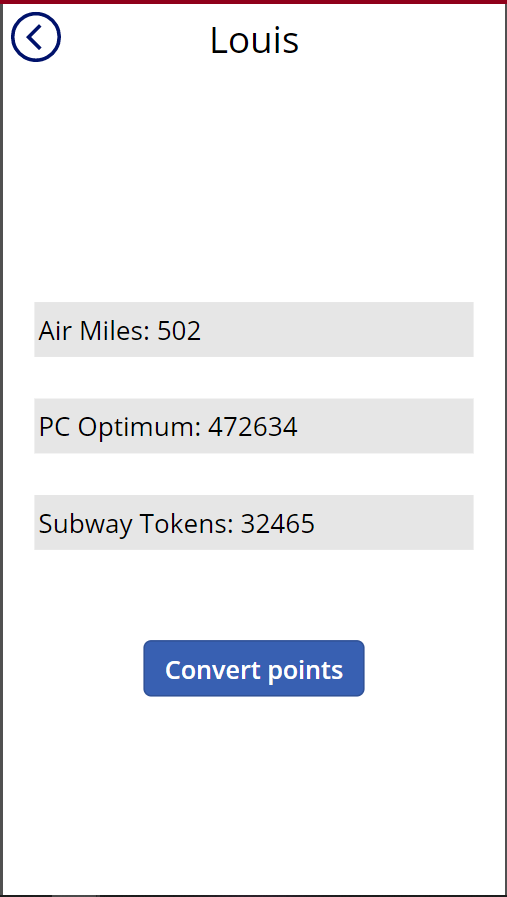 Louis
Air Miles: 502
PC Optimum: 472634
Subway Tokens: 32465
Convert points